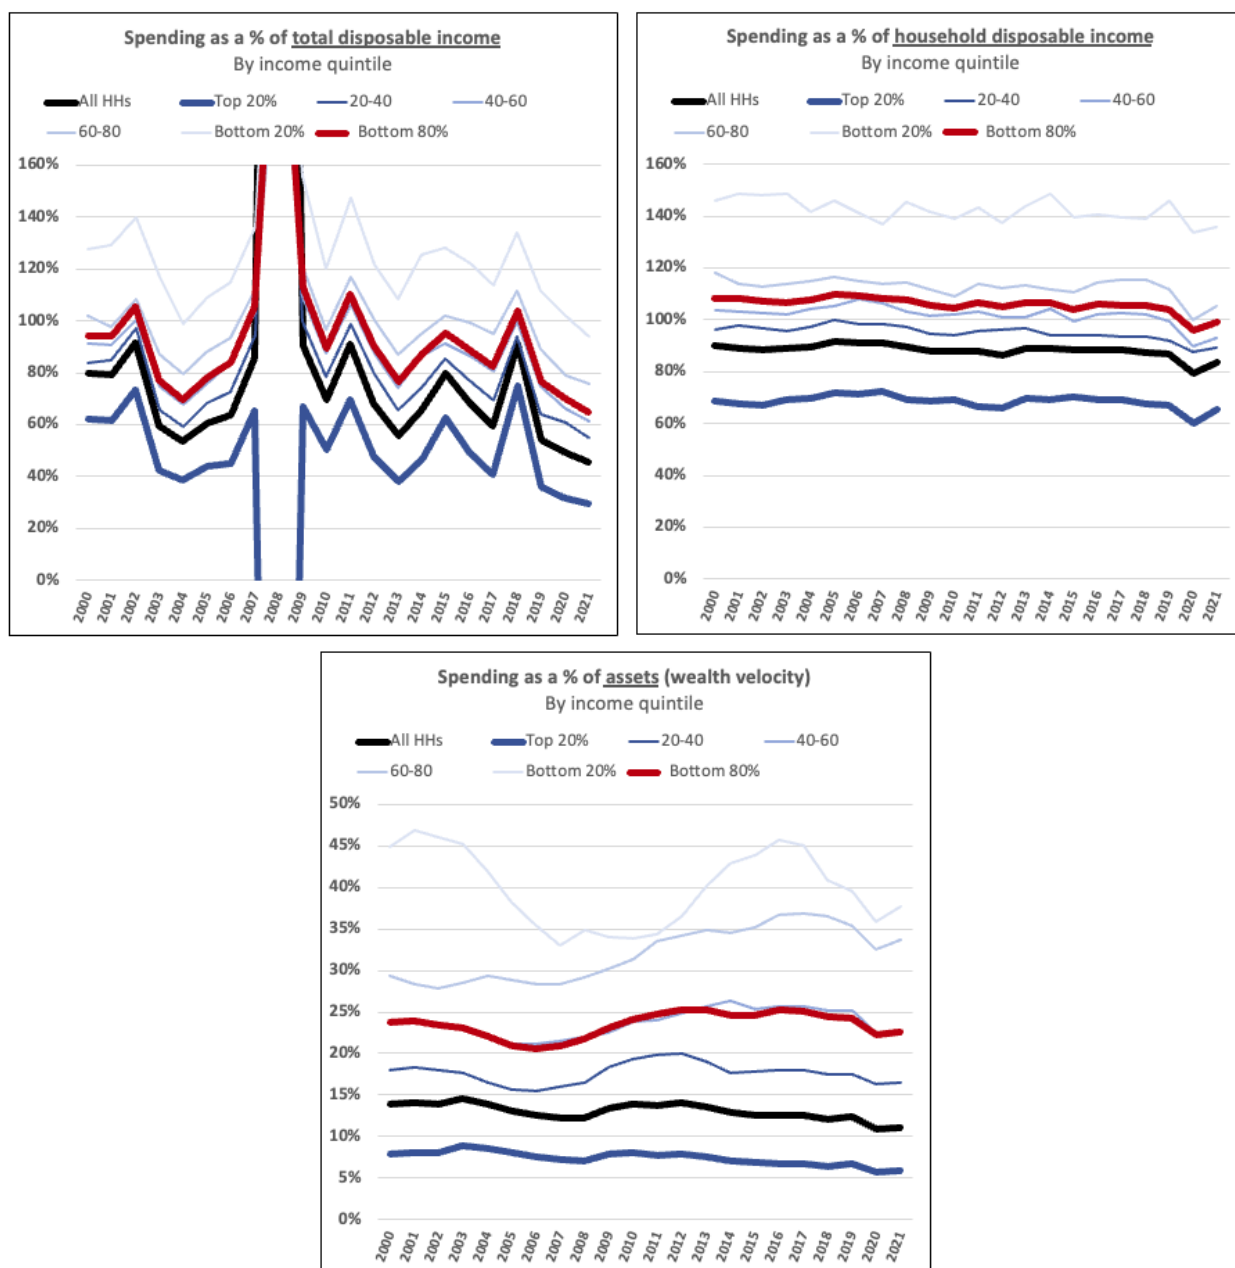 Spending as a % of total disposable income
By income quintile
All HHs Top 20% 20-40 40-60
60-80 Bottom 20% Bottom 80%
160%
140%
120%
100%
80%
60%
40%
20%
0%
2000 2001 2002 2003 2004 2005 2006 2007 2008 2009 2010 2011 2012 2013 2014 2015 2016 2017 2018 2019 2020 2021
Spending as a % of household disposable income
By income quintile
All HHs Top 20% 20-40 40-60
60-80 Bottom 20% Bottom 80%
160%
140%
120%
100%
80%
60%
40%
20%
0%
2000 2001 2002 2003 2004 2005 2006 2007 2008 2009 2010 2011 2012 2013 2014 2015 2016 2017 2018 2019 2020 2021
Spending as a % of assets (wealth velocity)
By income quintile
All HHs Top 20% 20-40 40-60
60-80 Bottom 20% Bottom 80%
50%
45%
40%
35%
30%
25%
20%
15%
10%
5%
0%
2000 2001 2002 2003 2004 2005 2006 2007 2008 2009 2010 2011 2012 2013 2014 2015 2016 2017 2018 2019 2020 2021